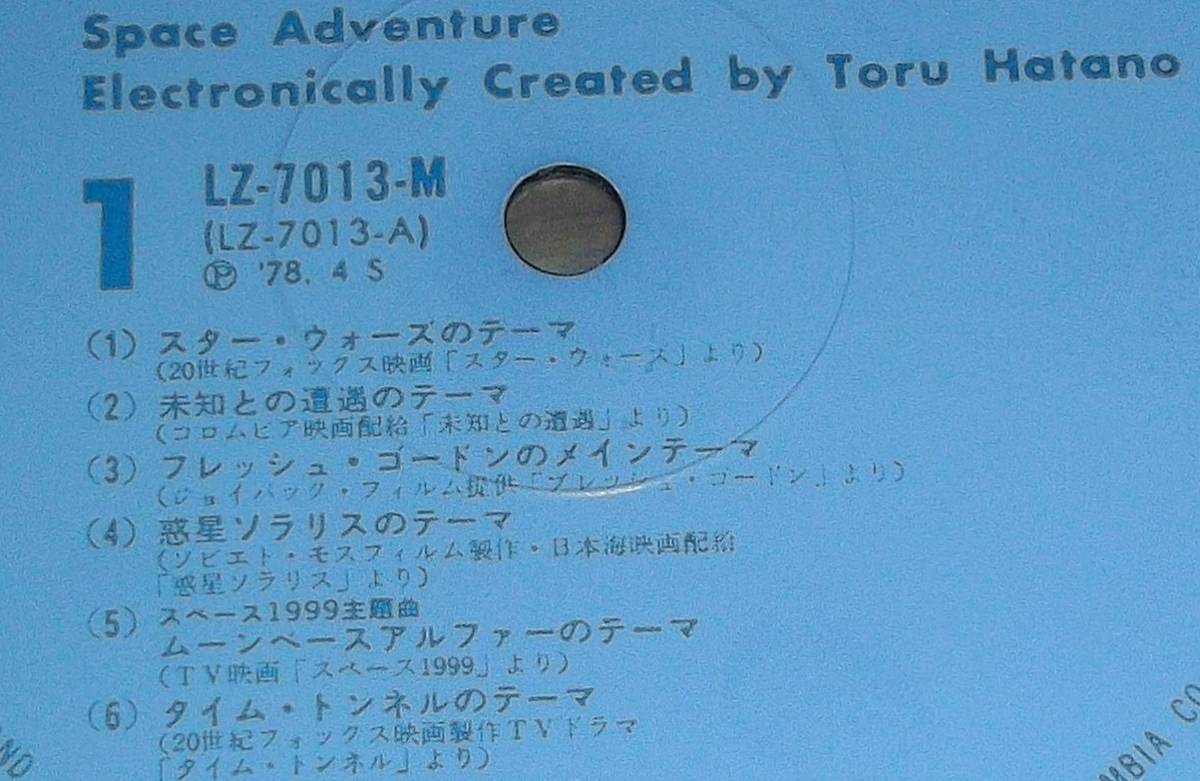 Space Adventure
Electronically Created by Toru Hatano
1
LZ-7013-M
(LZ-7013-A)
Ⓟ '78. 4 S
(1) スター・ウォーズのテーマ
(20世紀フォックス映画「スター・ウォーズ」より)
(2) 未知との遭遇のテーマ
(コロムビア映画配給「未知との遭遇」より)
(3) フレッシュ・ゴードンのメインテーマ
(ジョイパック・フィルム提供「フレッシュ・ゴードン」より)
(4) 惑星ソラリスのテーマ
(ソビエト・モスフィルム製作・日本海映画配給
「惑星ソラリス」より)
(5) スペース1999主題曲
ムーンベースアルファーのテーマ
(TV映画「スペース1999」より)
(6) タイム・トンネルのテーマ
(20世紀フォックス映画製作TVドラマ
「タイム・トンネル」より)